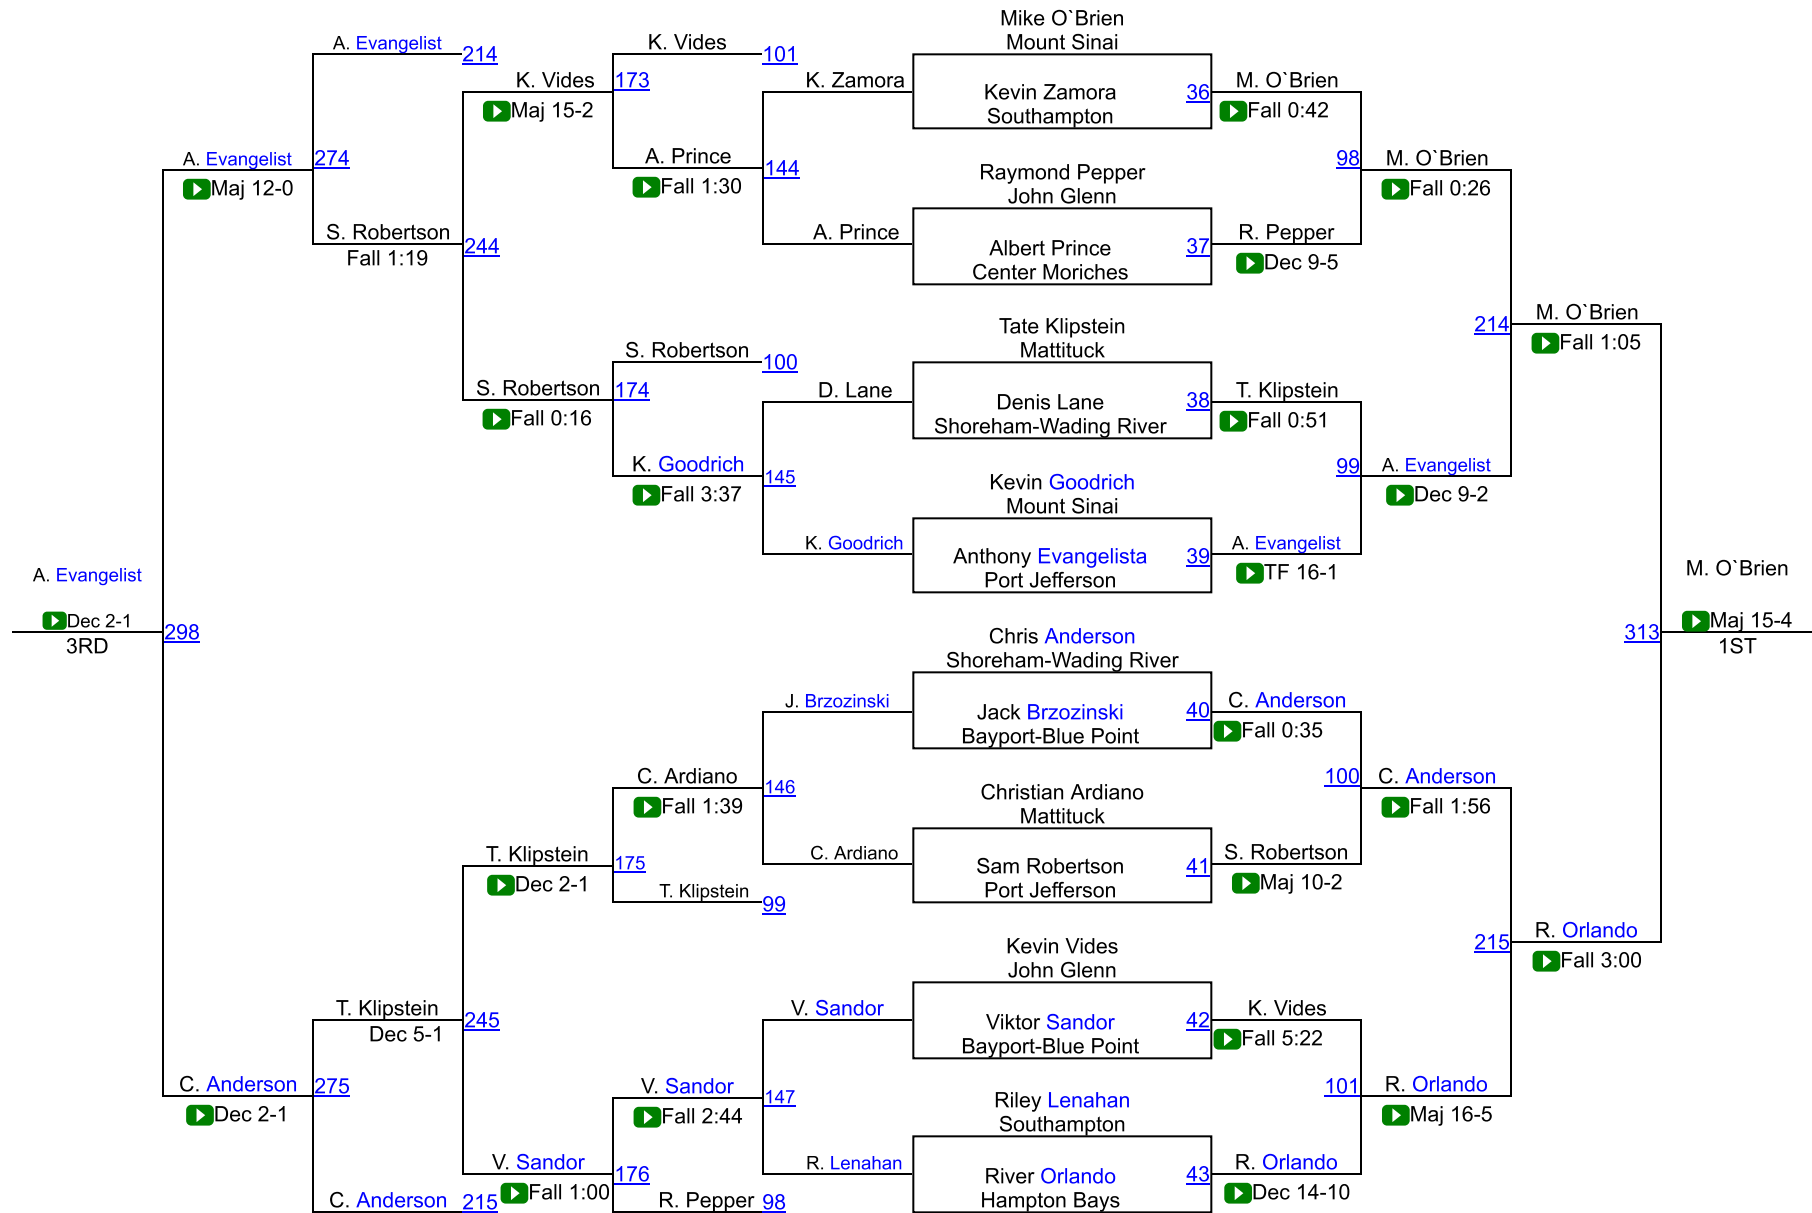 Mike O`Brien
Mount Sinai
A. Evangelist
214
K. Vides
101
K. Vides
Maj 15-2
173
K. Zamora
Kevin Zamora
Southampton
36
M. O`Brien
Fall 0:42
A. Evangelist
Maj 12-0
274
A. Prince
Fall 1:30
144
Raymond Pepper
John Glenn
98
M. O`Brien
Fall 0:26
S. Robertson
Fall 1:19
244
A. Prince
Albert Prince
Center Moriches
37
R. Pepper
Dec 9-5
Tate Klipstein
Mattituck
214
M. O`Brien
Fall 1:05
S. Robertson
100
S. Robertson
Fall 0:16
174
D. Lane
Denis Lane
Shoreham-Wading River
38
T. Klipstein
Fall 0:51
K. Goodrich
Fall 3:37
145
Kevin Goodrich
Mount Sinai
99
A. Evangelist
Dec 9-2
K. Goodrich
Anthony Evangelista
Port Jefferson
39
A. Evangelist
TF 16-1
A. Evangelist
Dec 2-1
3RD
298
Chris Anderson
Shoreham-Wading River
313
M. O`Brien
Maj 15-4
1ST
J. Brzozinski
Jack Brzozinski
Bayport-Blue Point
40
C. Anderson
Fall 0:35
C. Ardiano
Fall 1:39
146
Christian Ardiano
Mattituck
100
C. Anderson
Fall 1:56
T. Klipstein
Dec 2-1
175
T. Klipstein
99
C. Ardiano
Sam Robertson
Port Jefferson
41
S. Robertson
Maj 10-2
Kevin Vides
John Glenn
215
R. Orlando
Fall 3:00
T. Klipstein
Dec 5-1
245
V. Sandor
Viktor Sandor
Bayport-Blue Point
42
K. Vides
Fall 5:22
C. Anderson
Dec 2-1
275
V. Sandor
Fall 2:44
147
Riley Lenahan
Southampton
101
R. Orlando
Maj 16-5
V. Sandor
Fall 1:00
176
R. Lenahan
River Orlando
Hampton Bays
43
R. Orlando
Dec 14-10
C. Anderson
215
R. Pepper
98